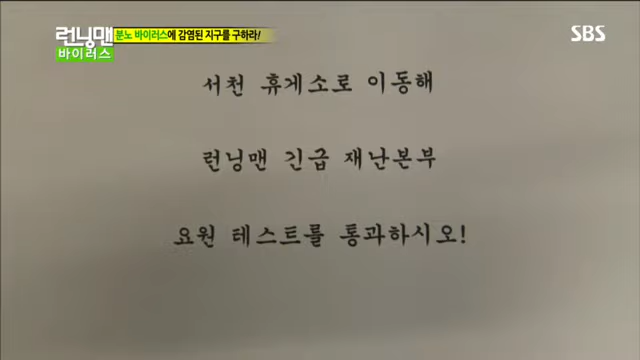 런닝맨
바이러스
분노 바이러스에 감염된 지구를 구하라!
SBS
서천 휴게소로 이동해
런닝맨 긴급 재난본부
요원 테스트를 통과하시오!